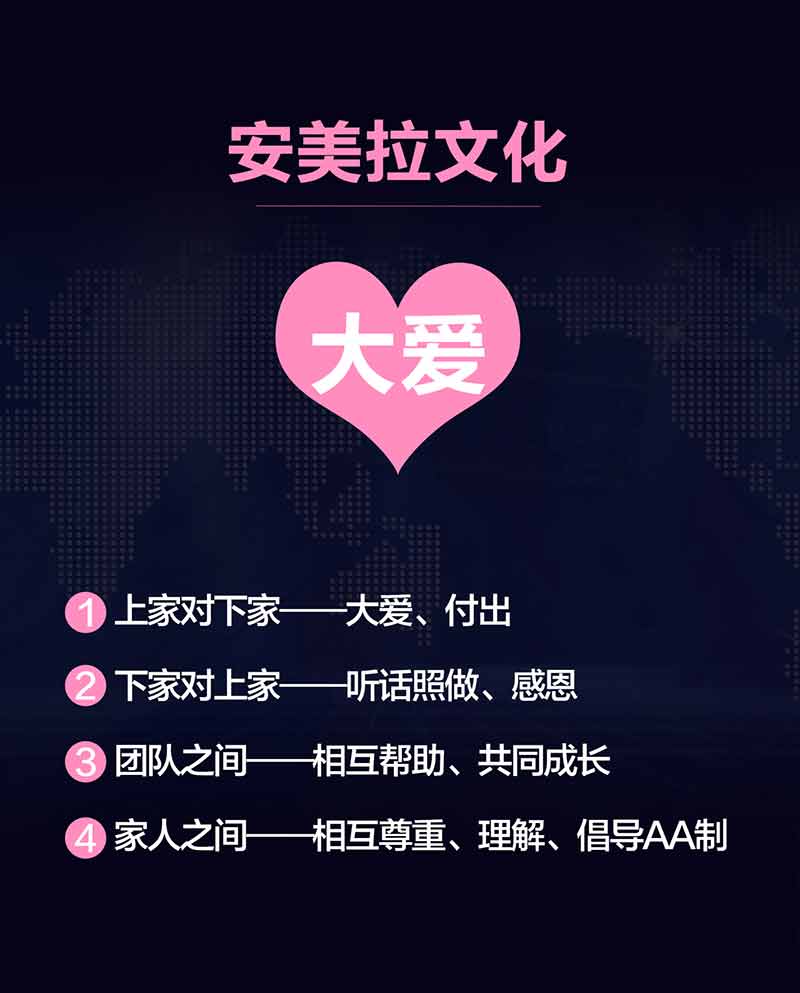 安美拉文化
大爱
1 上家对下家——大爱、付出
2 下家对上家——听话照做、感恩
3 团队之间——相互帮助、共同成长
4 家人之间——相互尊重、理解、倡导AA制